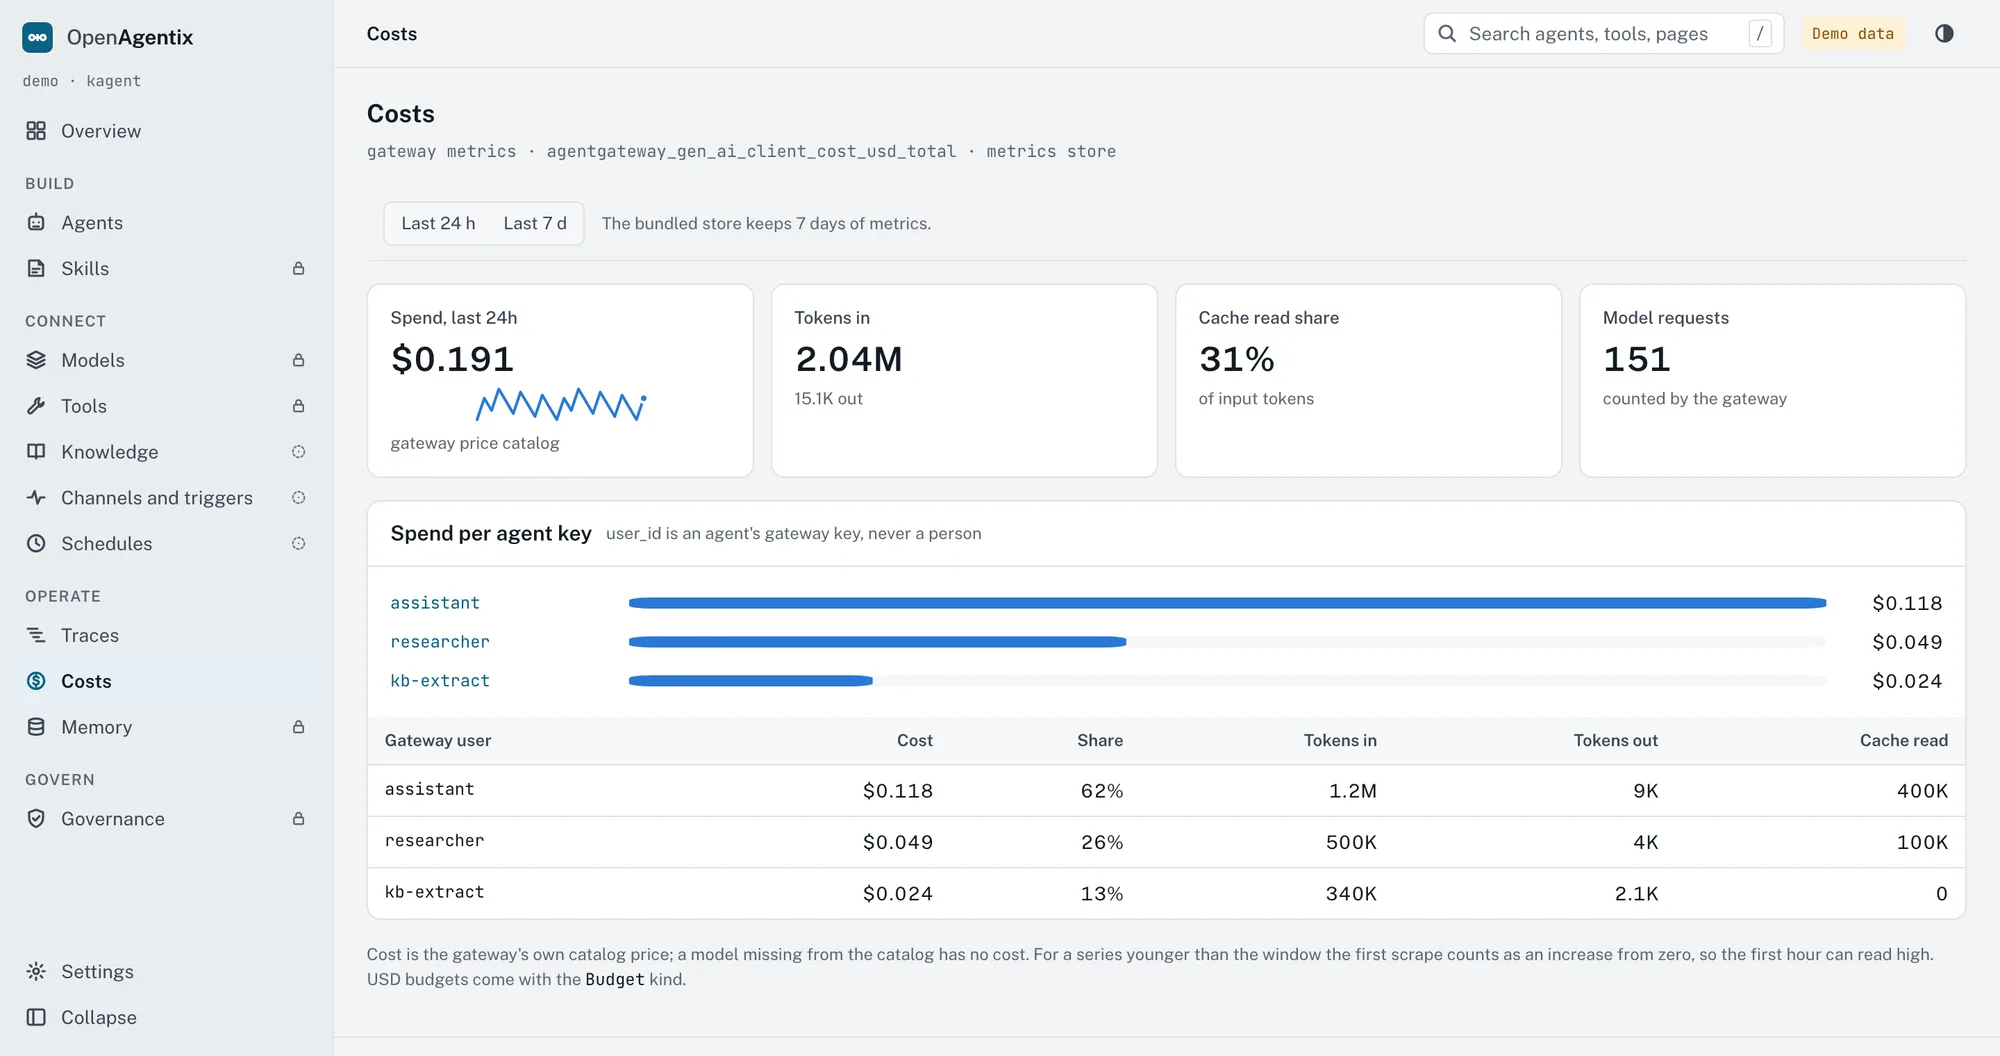 OpenAgentix
demo · kagent
Overview
BUILD
Agents
Skills
CONNECT
Models
Tools
Knowledge
Channels and triggers
Schedules
OPERATE
Traces
Costs
Memory
GOVERN
Governance
Settings
Collapse
Costs
Search agents, tools, pages /
Demo data
Costs
gateway metrics · agentgateway_gen_ai_client_cost_usd_total · metrics store
Last 24 h Last 7 d The bundled store keeps 7 days of metrics.
Spend, last 24h
$0.191
gateway price catalog
Tokens in
2.04M
15.1K out
Cache read share
31%
of input tokens
Model requests
151
counted by the gateway
Spend per agent key user_id is an agent's gateway key, never a person
assistant $0.118
researcher $0.049
kb-extract $0.024
Gateway user Cost Share Tokens in Tokens out Cache read
assistant $0.118 62% 1.2M 9K 400K
researcher $0.049 26% 500K 4K 100K
kb-extract $0.024 13% 340K 2.1K 0
Cost is the gateway's own catalog price; a model missing from the catalog has no cost. For a series younger than the window the first scrape counts as an increase from zero, so the first hour can read high.
USD budgets come with the Budget kind.